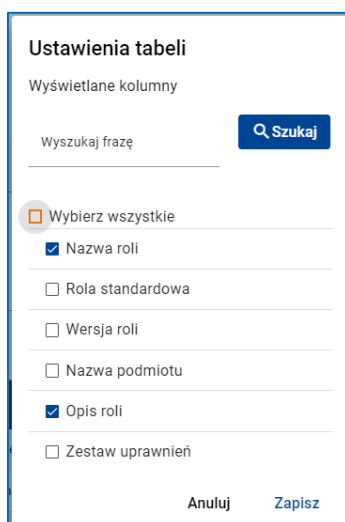 Ustawienia tabeli
Wyświetlane kolumny
Wyszukaj frazę
Szukaj
Wybierz wszystkie
Nazwa roli
Rola standardowa
Wersja roli
Nazwa podmiotu
Opis roli
Zestaw uprawnień
Anuluj Zapisz